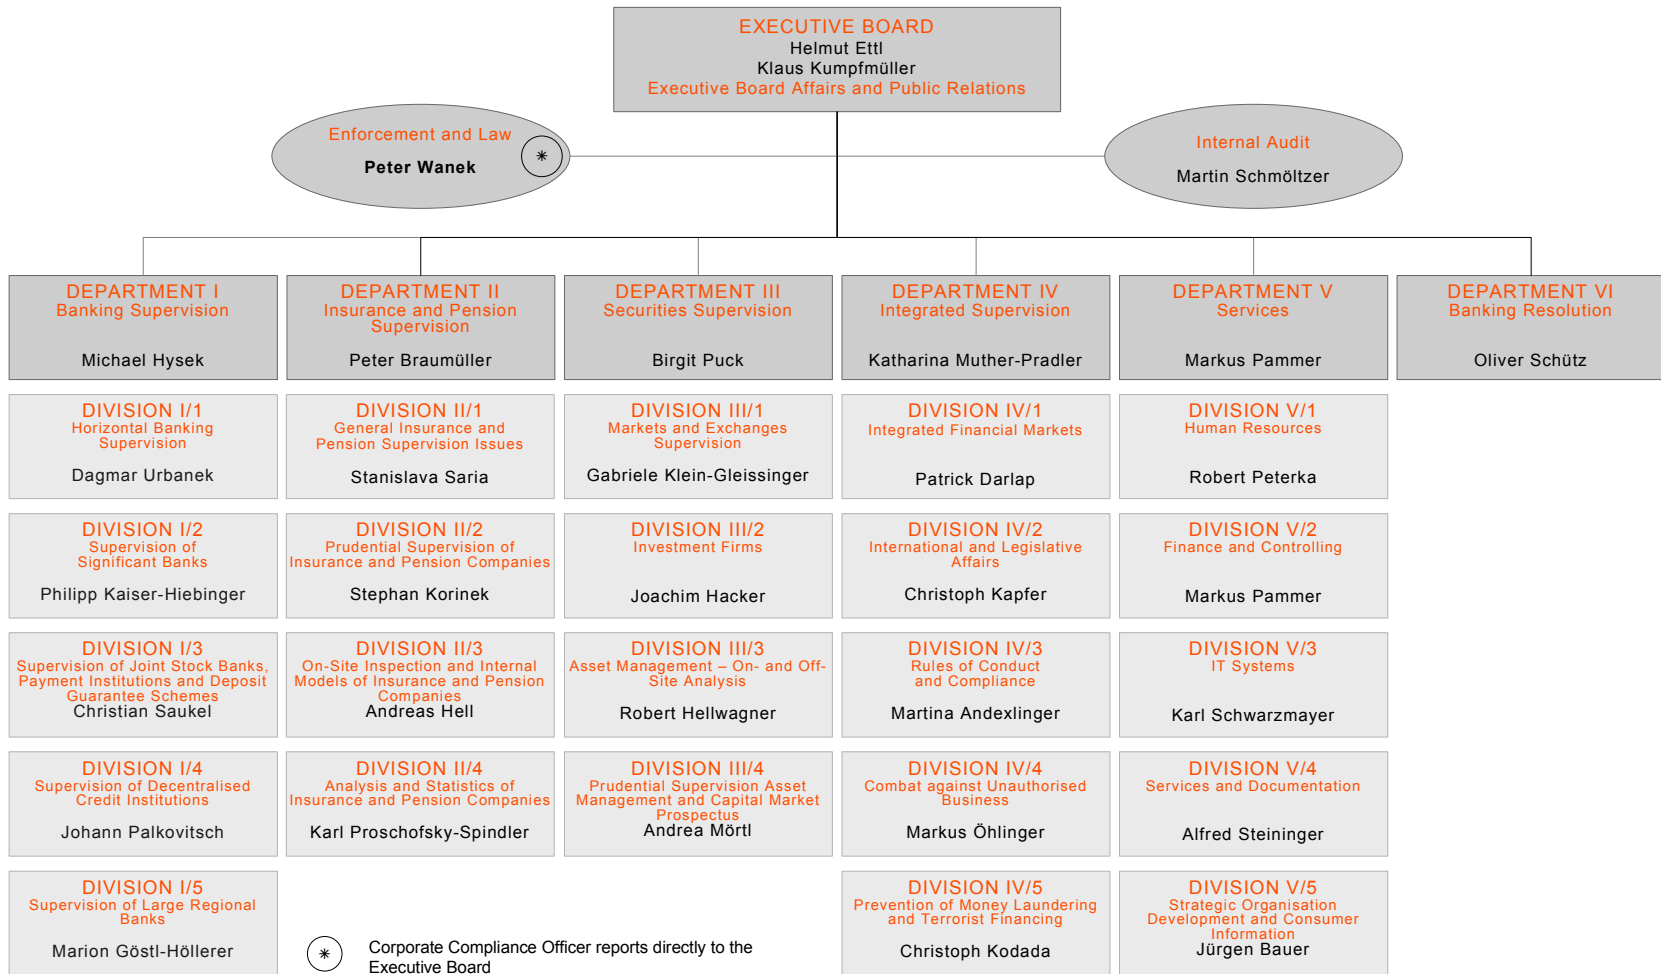 EXECUTIVE BOARD
Helmut Ettl
Klaus Kumpfmüller
Executive Board Affairs and Public Relations
Enforcement and Law
Peter Wanek
*
Internal Audit
Martin Schmöltzer
DEPARTMENT I
Banking Supervision
Michael Hysek
DEPARTMENT II
Insurance and Pension
Supervision
Peter Braumüller
DEPARTMENT III
Securities Supervision
Birgit Puck
DEPARTMENT IV
Integrated Supervision
Katharina Muther-Pradler
DEPARTMENT V
Services
Markus Pammer
DEPARTMENT VI
Banking Resolution
Oliver Schütz
DIVISION I/1
Horizontal Banking
Supervision
Dagmar Urbanek
DIVISION II/1
General Insurance and
Pension Supervision Issues
Stanislava Saria
DIVISION III/1
Markets and Exchanges
Supervision
Gabriele Klein-Gleissinger
DIVISION IV/1
Integrated Financial Markets
Patrick Darlap
DIVISION V/1
Human Resources
Robert Peterka
DIVISION I/2
Supervision of
Significant Banks
Philipp Kaiser-Hiebinger
DIVISION II/2
Prudential Supervision of
Insurance and Pension Companies
Stephan Korinek
DIVISION III/2
Investment Firms
Joachim Hacker
DIVISION IV/2
International and Legislative
Affairs
Christoph Kapfer
DIVISION V/2
Finance and Controlling
Markus Pammer
DIVISION I/3
Supervision of Joint Stock Banks,
Payment Institutions and Deposit
Guarantee Schemes
Christian Saukel
DIVISION II/3
On-Site Inspection and Internal
Models of Insurance and Pension
Companies
Andreas Hell
DIVISION III/3
Asset Management – On- and Off-
Site Analysis
Robert Hellwagner
DIVISION IV/3
Rules of Conduct
and Compliance
Martina Andexlinger
DIVISION V/3
IT Systems
Karl Schwarzmayer
DIVISION I/4
Supervision of Decentralised
Credit Institutions
Johann Palkovitsch
DIVISION II/4
Analysis and Statistics of
Insurance and Pension Companies
Karl Proschofsky-Spindler
DIVISION III/4
Prudential Supervision Asset
Management and Capital Market
Prospectus
Andrea Mörtl
DIVISION IV/4
Combat against Unauthorised
Business
Markus Öhlinger
DIVISION V/4
Services and Documentation
Alfred Steininger
DIVISION I/5
Supervision of Large Regional
Banks
Marion Göstl-Höllerer
DIVISION IV/5
Prevention of Money Laundering
and Terrorist Financing
Christoph Kodada
DIVISION V/5
Strategic Organisation
Development and Consumer
Information
Jürgen Bauer
* Corporate Compliance Officer reports directly to the
Executive Board